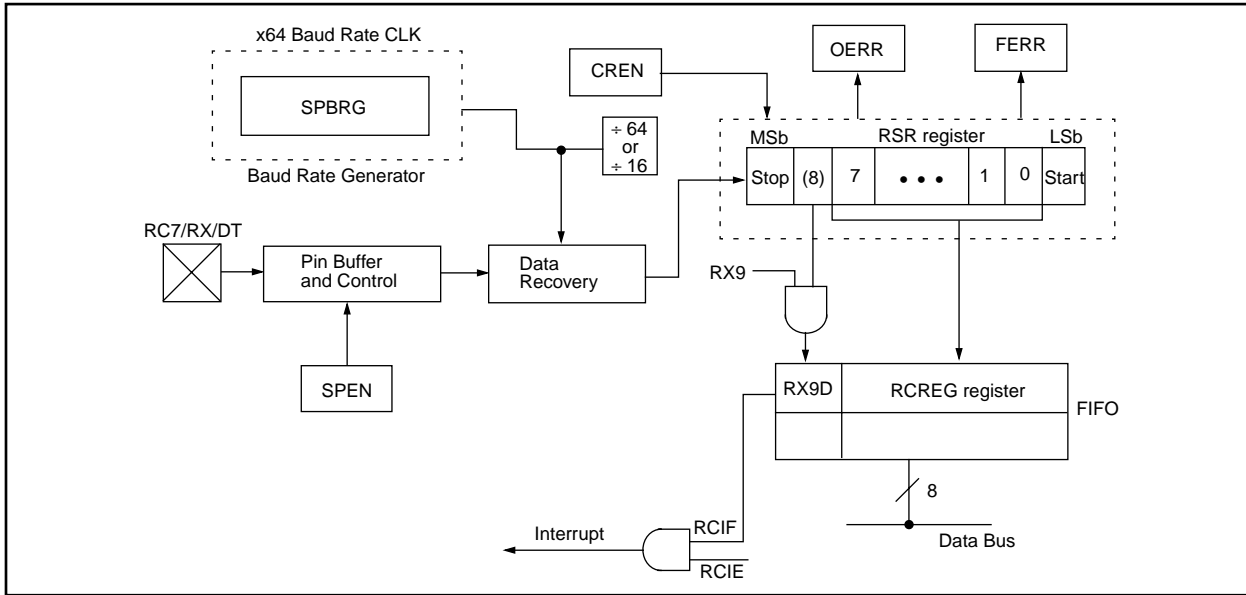 x64 Baud Rate CLK
SPBRG
Baud Rate Generator
CREN
OERR
FERR
÷ 64
or
÷ 16
MSb RSR register LSb
Stop (8) 7 • • • 1 0 Start
RC7/RX/DT
Pin Buffer
and Control
Data
Recovery
RX9
SPEN
RX9D RCREG register
FIFO
8
Data Bus
Interrupt
RCIF
RCIE